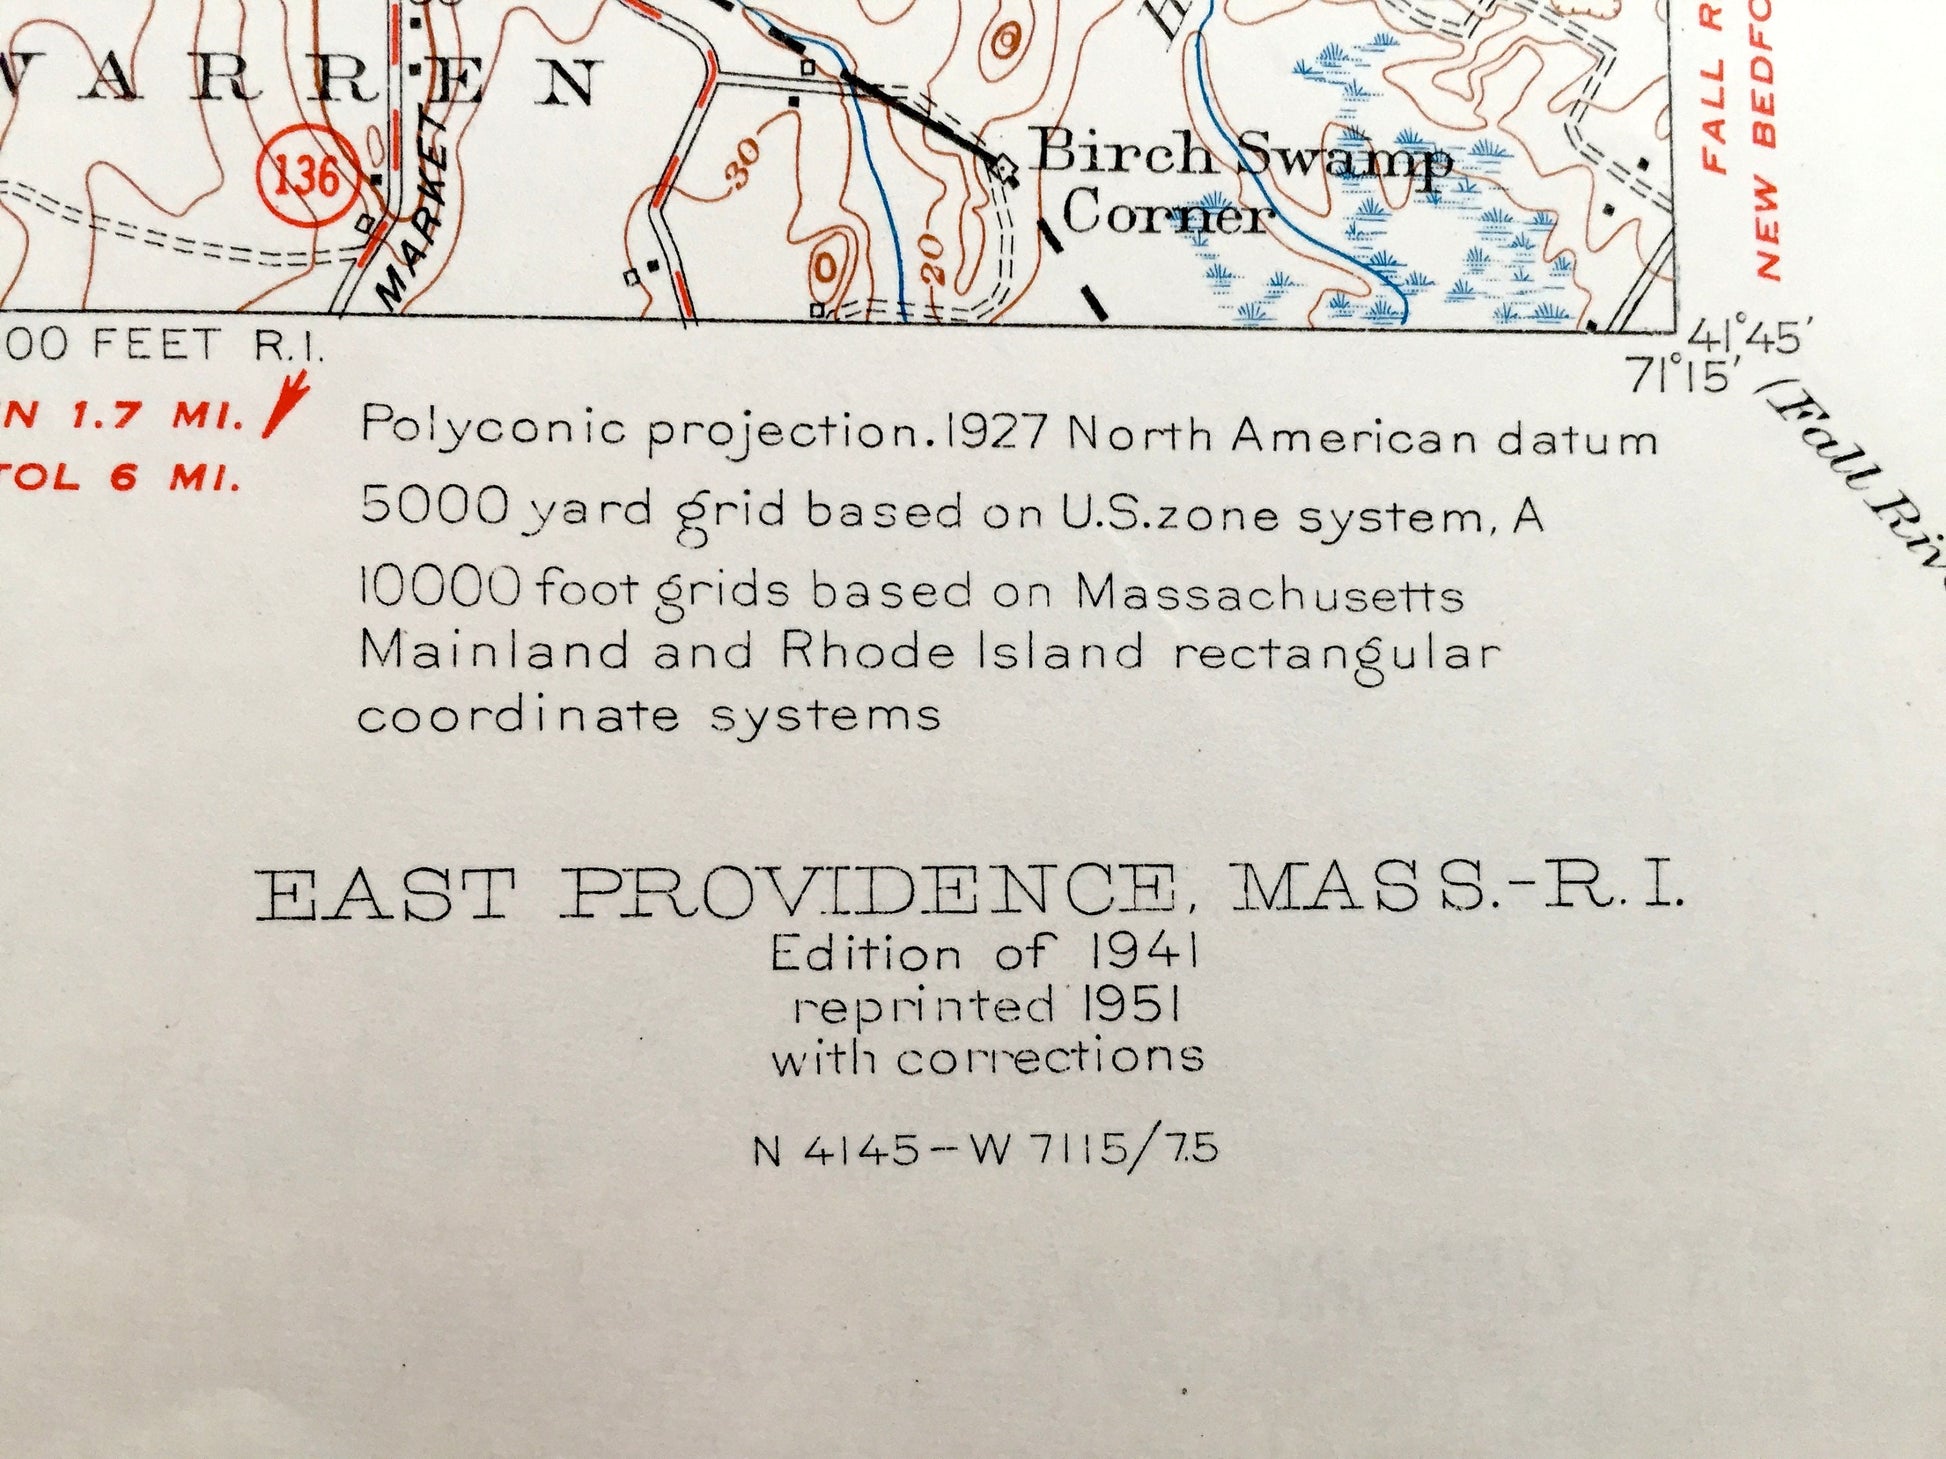 WARREN
136
MARKET
30
20
Birch Swamp
Corner
FALL R
NEW BEDFO
00 FEET R.I.
N 1.7 MI.
TOL 6 MI.
41°45'
71°15'
(Fall Riv
Polyconic projection. 1927 North American datum
5000 yard grid based on U.S. zone system, A
10000 foot grids based on Massachusetts
Mainland and Rhode Island rectangular
coordinate systems
EAST PROVIDENCE, MASS.-R.I.
Edition of 1941
reprinted 1951
with corrections
N 4145-W 7115/7.5